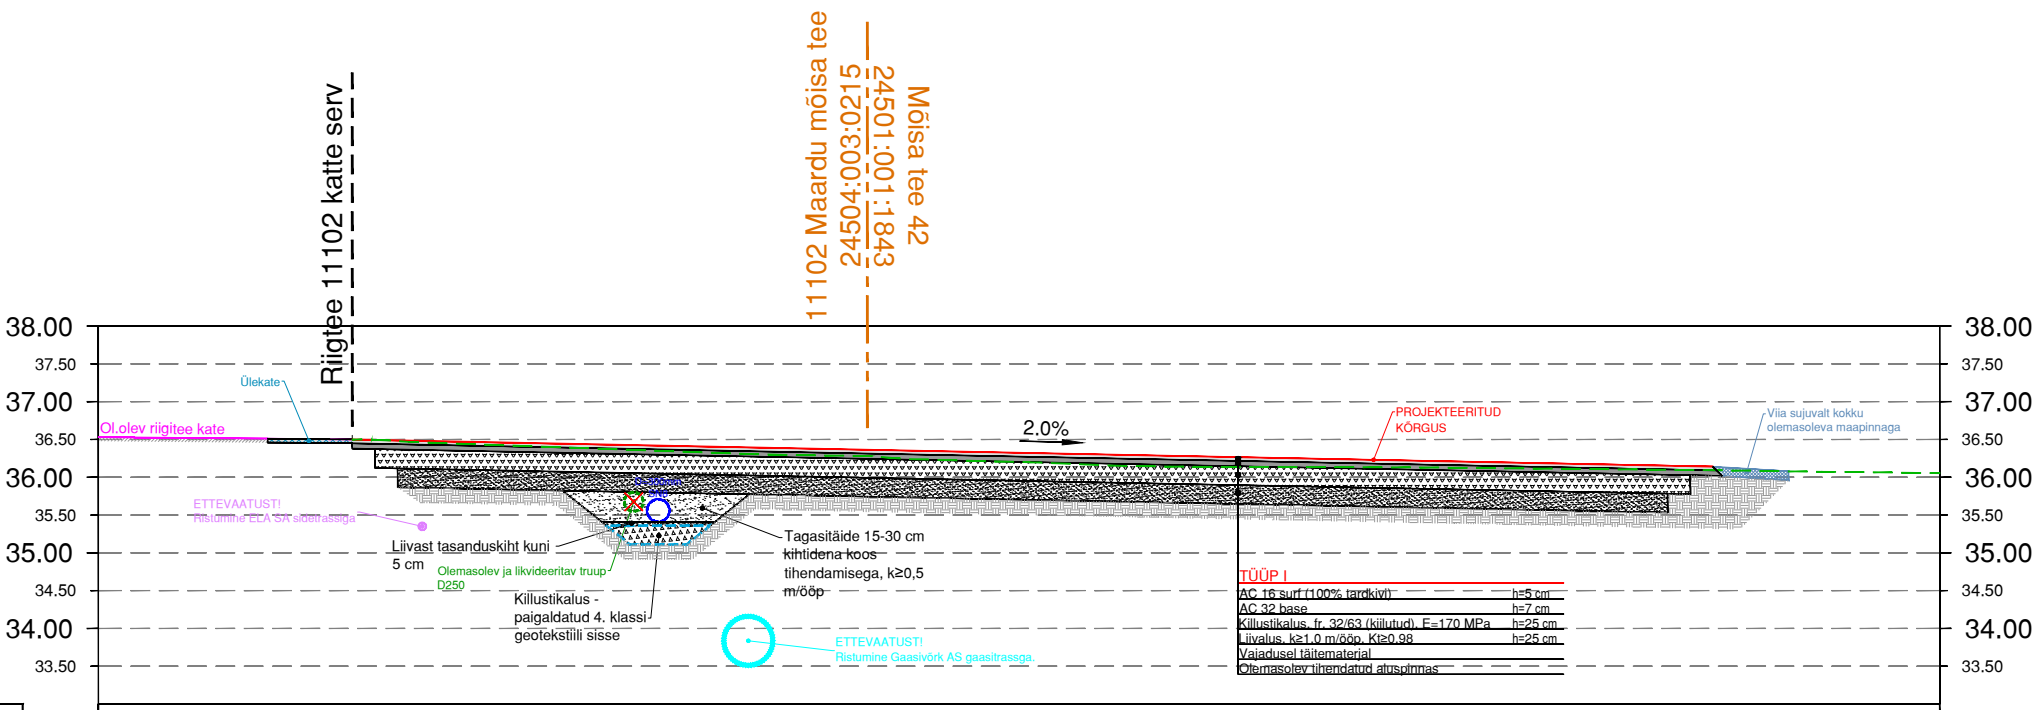 11102 Maardu mõisa tee
24504:003:0215
24501:001:1843
Mõisa tee 42
Riigtee 11102 katte serv
38.00
37.50
37.00
36.50
36.00
35.50
35.00
34.50
34.00
33.50
38.00
37.50
37.00
36.50
36.00
35.50
35.00
34.50
34.00
33.50
Ülekate
Ol.olev riigitee kate
2.0%
PROJEKTEERITUD
KÕRGUS
Viia sujuvalt kokku
olemasoleva maapinnaga
ETTEVAATUST!
Ristumine ELA SA sidetrassiga
Liivast tasanduskiht kuni
5 cm
Olemasolev ja likvideeritav truup
D250
Killustikalus -
paigaldatud 4. klassi
geotekstiili sisse
Tagasitäide 15-30 cm
kihtidena koos
tihendamisega, k≥0,5
m/ööp
ETTEVAATUST!
Ristumine Gaasivõrk AS gaasitrassga.
TÜÜP I
AC 16 surf (100% tardkivi) h=5 cm
AC 32 base h=7 cm
Killustikalus, fr. 32/63 (kiilutud), E=170 MPa h=25 cm
Liivalus, k≥1,0 m/ööp, Kt≥0.98 h=25 cm
Vajadusel täitematerjal
Olemasolev tihendatud aluspinnas